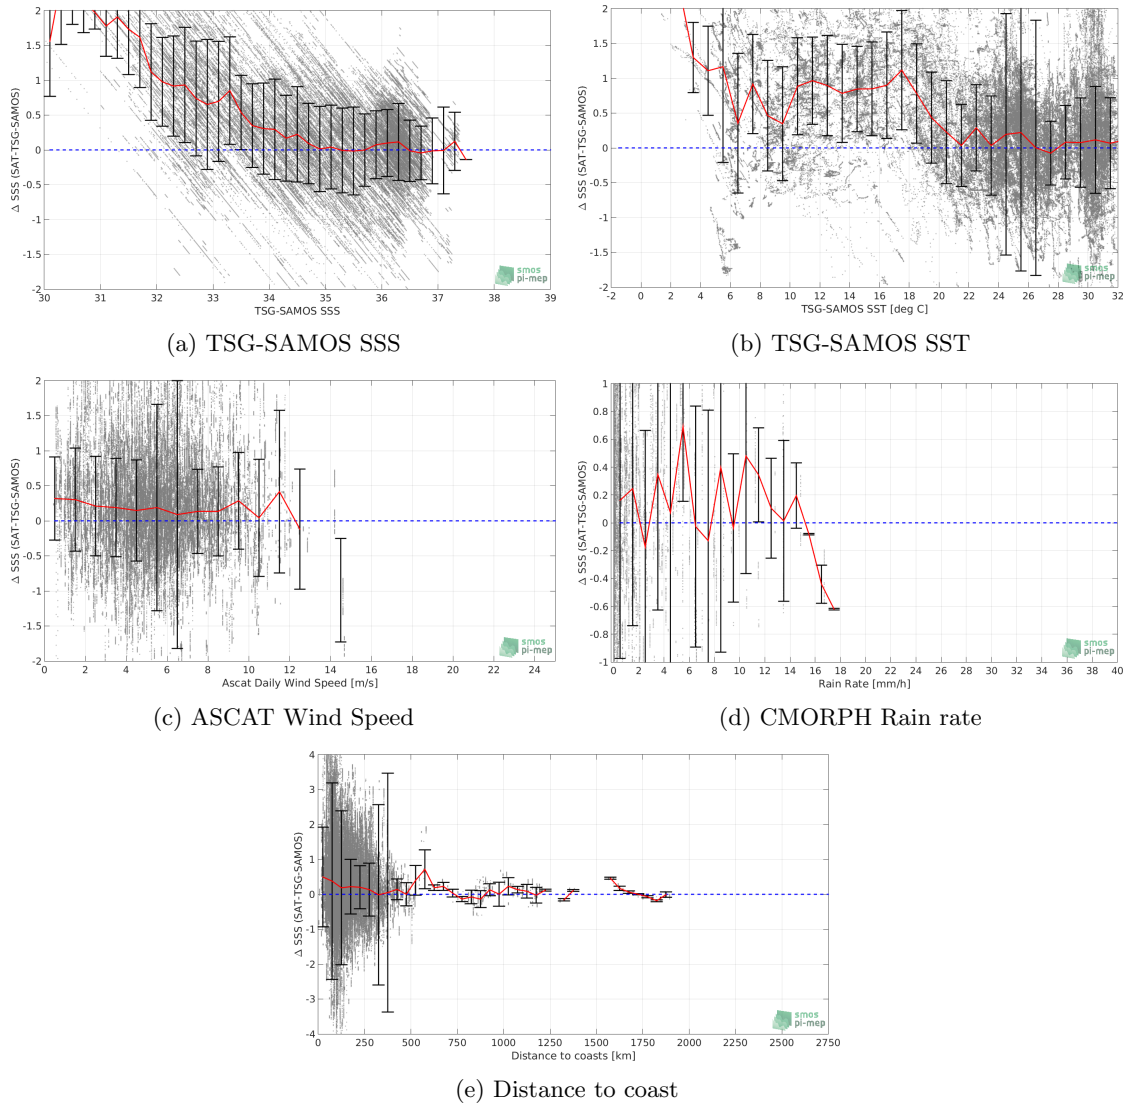 2
1.5
1
0.5
0
-0.5
-1
-1.5
-2
Δ SSS (SAT-TSG-SAMOS)
30 31 32 33 34 35 36 37 38 39
TSG-SAMOS SSS
smos
pi-mep
(a) TSG-SAMOS SSS
2
1.5
1
0.5
0
-0.5
-1
-1.5
-2
Δ SSS (SAT-TSG-SAMOS)
-2 0 2 4 6 8 10 12 14 16 18 20 22 24 26 28 30 32
TSG-SAMOS SST [deg C]
smos
pi-mep
(b) TSG-SAMOS SST
2
1.5
1
0.5
0
-0.5
-1
-1.5
-2
Δ SSS (SAT-TSG-SAMOS)
0 2 4 6 8 10 12 14 16 18 20 22 24
Ascat Daily Wind Speed [m/s]
smos
pi-mep
(c) ASCAT Wind Speed
1
0.8
0.6
0.4
0.2
0
-0.2
-0.4
-0.6
-0.8
-1
Δ SSS (SAT-TSG-SAMOS)
0 2 4 6 8 10 12 14 16 18 20 22 24 26 28 30 32 34 36 38 40
Rain Rate [mm/h]
smos
pi-mep
(d) CMORPH Rain rate
4
3
2
1
0
-1
-2
-3
-4
Δ SSS (SAT-TSG-SAMOS)
0 250 500 750 1000 1250 1500 1750 2000 2250 2500 2750
Distance to coasts [km]
smos
pi-mep
(e) Distance to coast